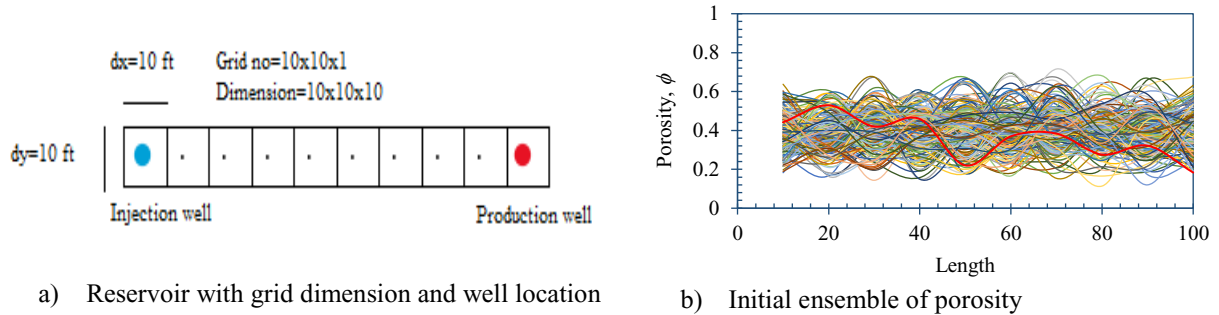 dx=10 ft
Grid no=10x10x1
Dimension=10x10x10
dy=10 ft
Injection well
Production well
a) Reservoir with grid dimension and well location
1
0.8
0.6
0.4
0.2
0
Porosity, ϕ
0 20 40 60 80 100
Length
b) Initial ensemble of porosity